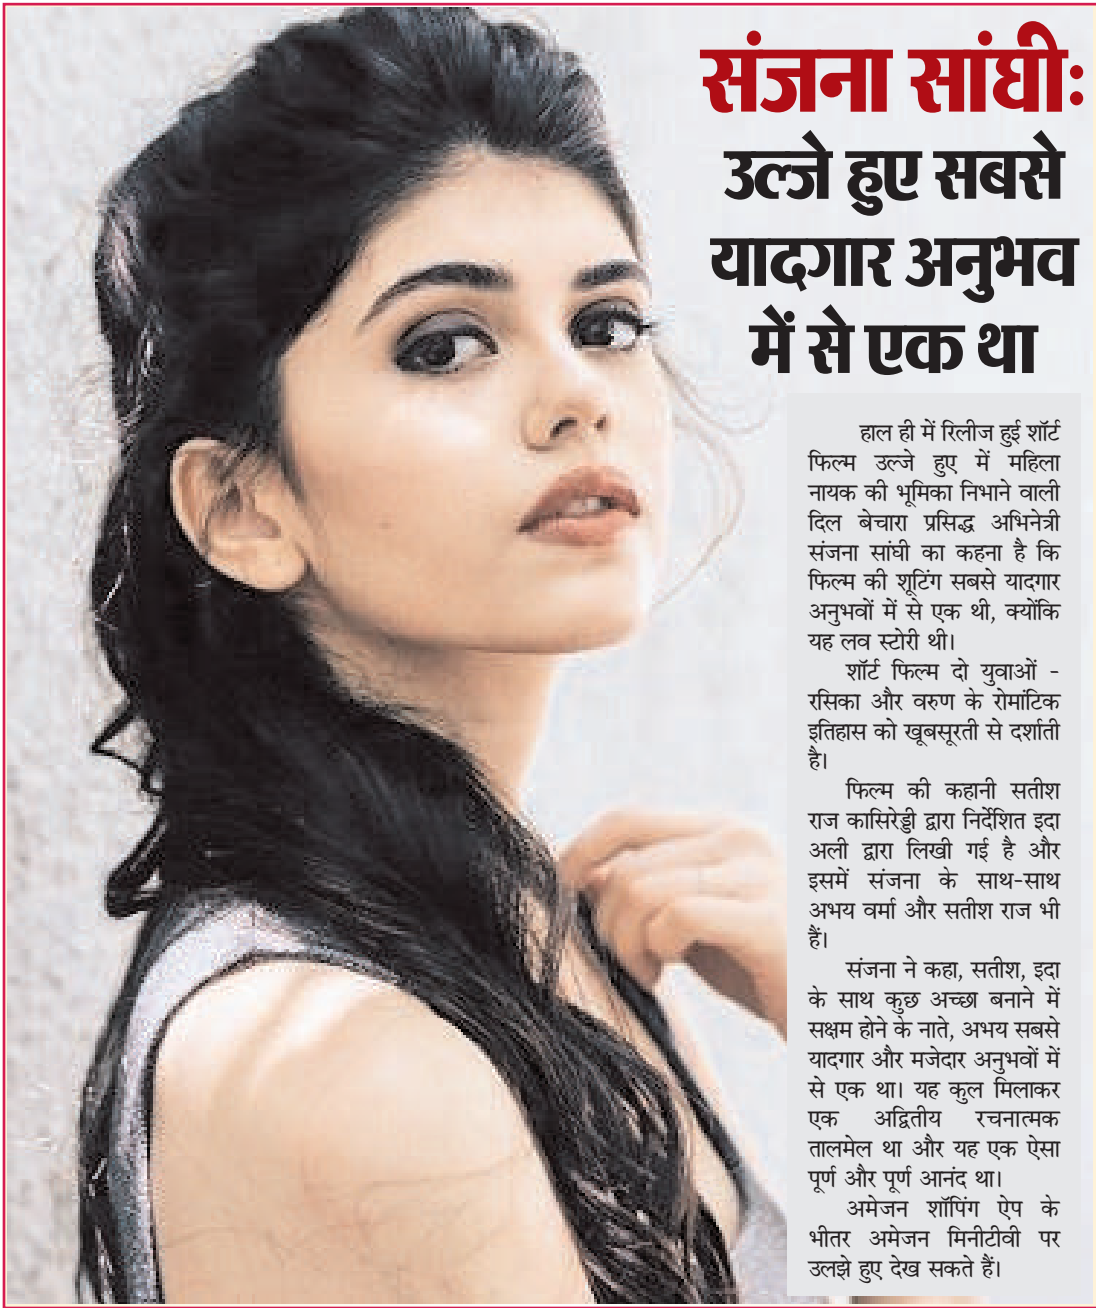 संजना सांघी:
उल्जे हुए सबसे
यादगार अनुभव
में से एक था
हाल ही में रिलीज हुई शॉर्ट
फिल्म उल्जे हुए में महिला
नायक की भूमिका निभाने वाली
दिल बेचारा प्रसिद्ध अभिनेत्री
संजना सांघी का कहना है कि
फिल्म की शूटिंग सबसे यादगार
अनुभवों में से एक थी, क्योंकि
यह लव स्टोरी थी।
शॉर्ट फिल्म दो युवाओं -
रसिका और वरुण के रोमांटिक
इतिहास को खूबसूरती से दर्शाती
है।
फिल्म की कहानी सतीश
राज कासिरेड्डी द्वारा निर्देशित इदा
अली द्वारा लिखी गई है और
इसमें संजना के साथ-साथ
अभय वर्मा और सतीश राज भी
हैं।
संजना ने कहा, सतीश, इदा
के साथ कुछ अच्छा बनाने में
सक्षम होने के नाते, अभय सबसे
यादगार और मजेदार अनुभवों में
से एक था। यह कुल मिलाकर
एक अद्वितीय रचनात्मक
तालमेल था और यह एक ऐसा
पूर्ण और पूर्ण आनंद था।
अमेजन शॉपिंग ऐप के
भीतर अमेजन मिनीटीवी पर
उलझे हुए देख सकते हैं।